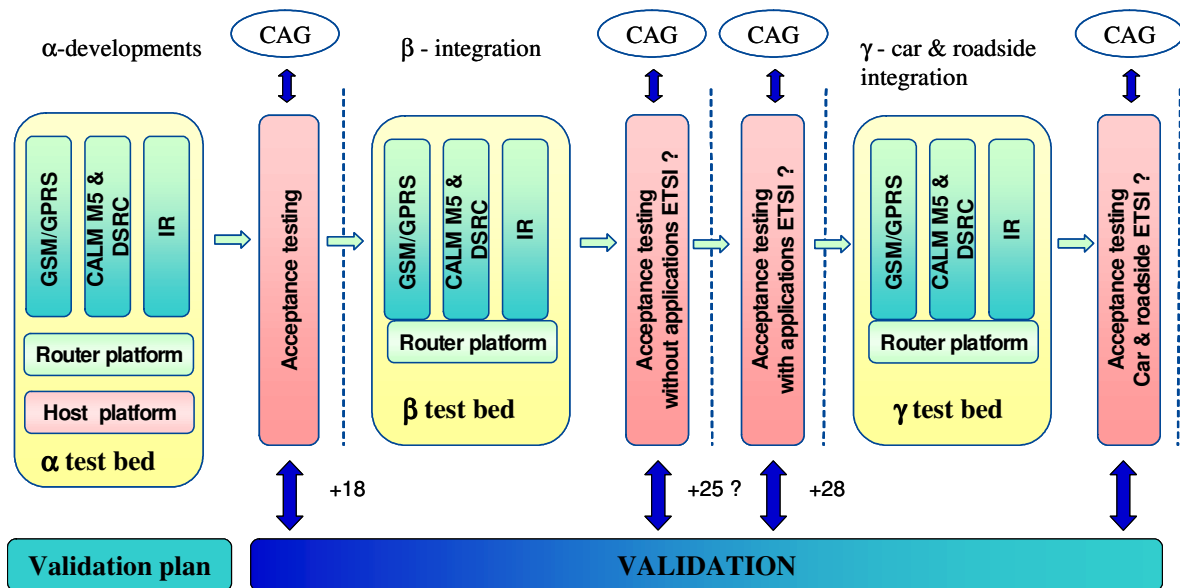 α-developments
CAG
β - integration
CAG
CAG
γ - car & roadside
integration
CAG
GSM/GPRS
CALM M5 &
DSRC
IR
Router platform
Host platform
α test bed
Acceptance testing
GSM/GPRS
CALM M5 &
DSRC
IR
Router platform
β test bed
Acceptance testing
without applications ETSI ?
Acceptance testing
with applications ETSI ?
GSM/GPRS
CALM M5 &
DSRC
IR
Router platform
γ test bed
Acceptance testing
Car & roadside ETSI ?
+18
+25 ?
+28
Validation plan
VALIDATION